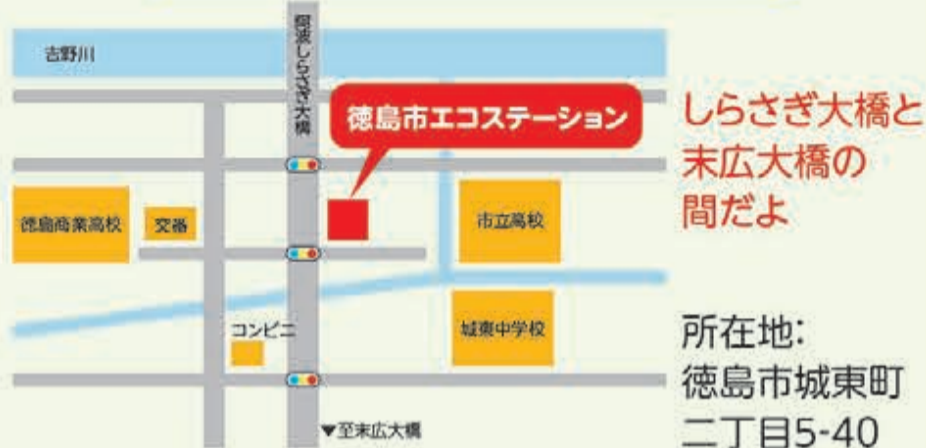 吉野川
阿波しらさぎ大橋
徳島市エコステーション
しらさぎ大橋と
末広大橋の
間だよ
徳島商業高校
交番
市立高校
コンビニ
城東中学校
所在地:
徳島市城東町
二丁目5-40
▼至末広大橋